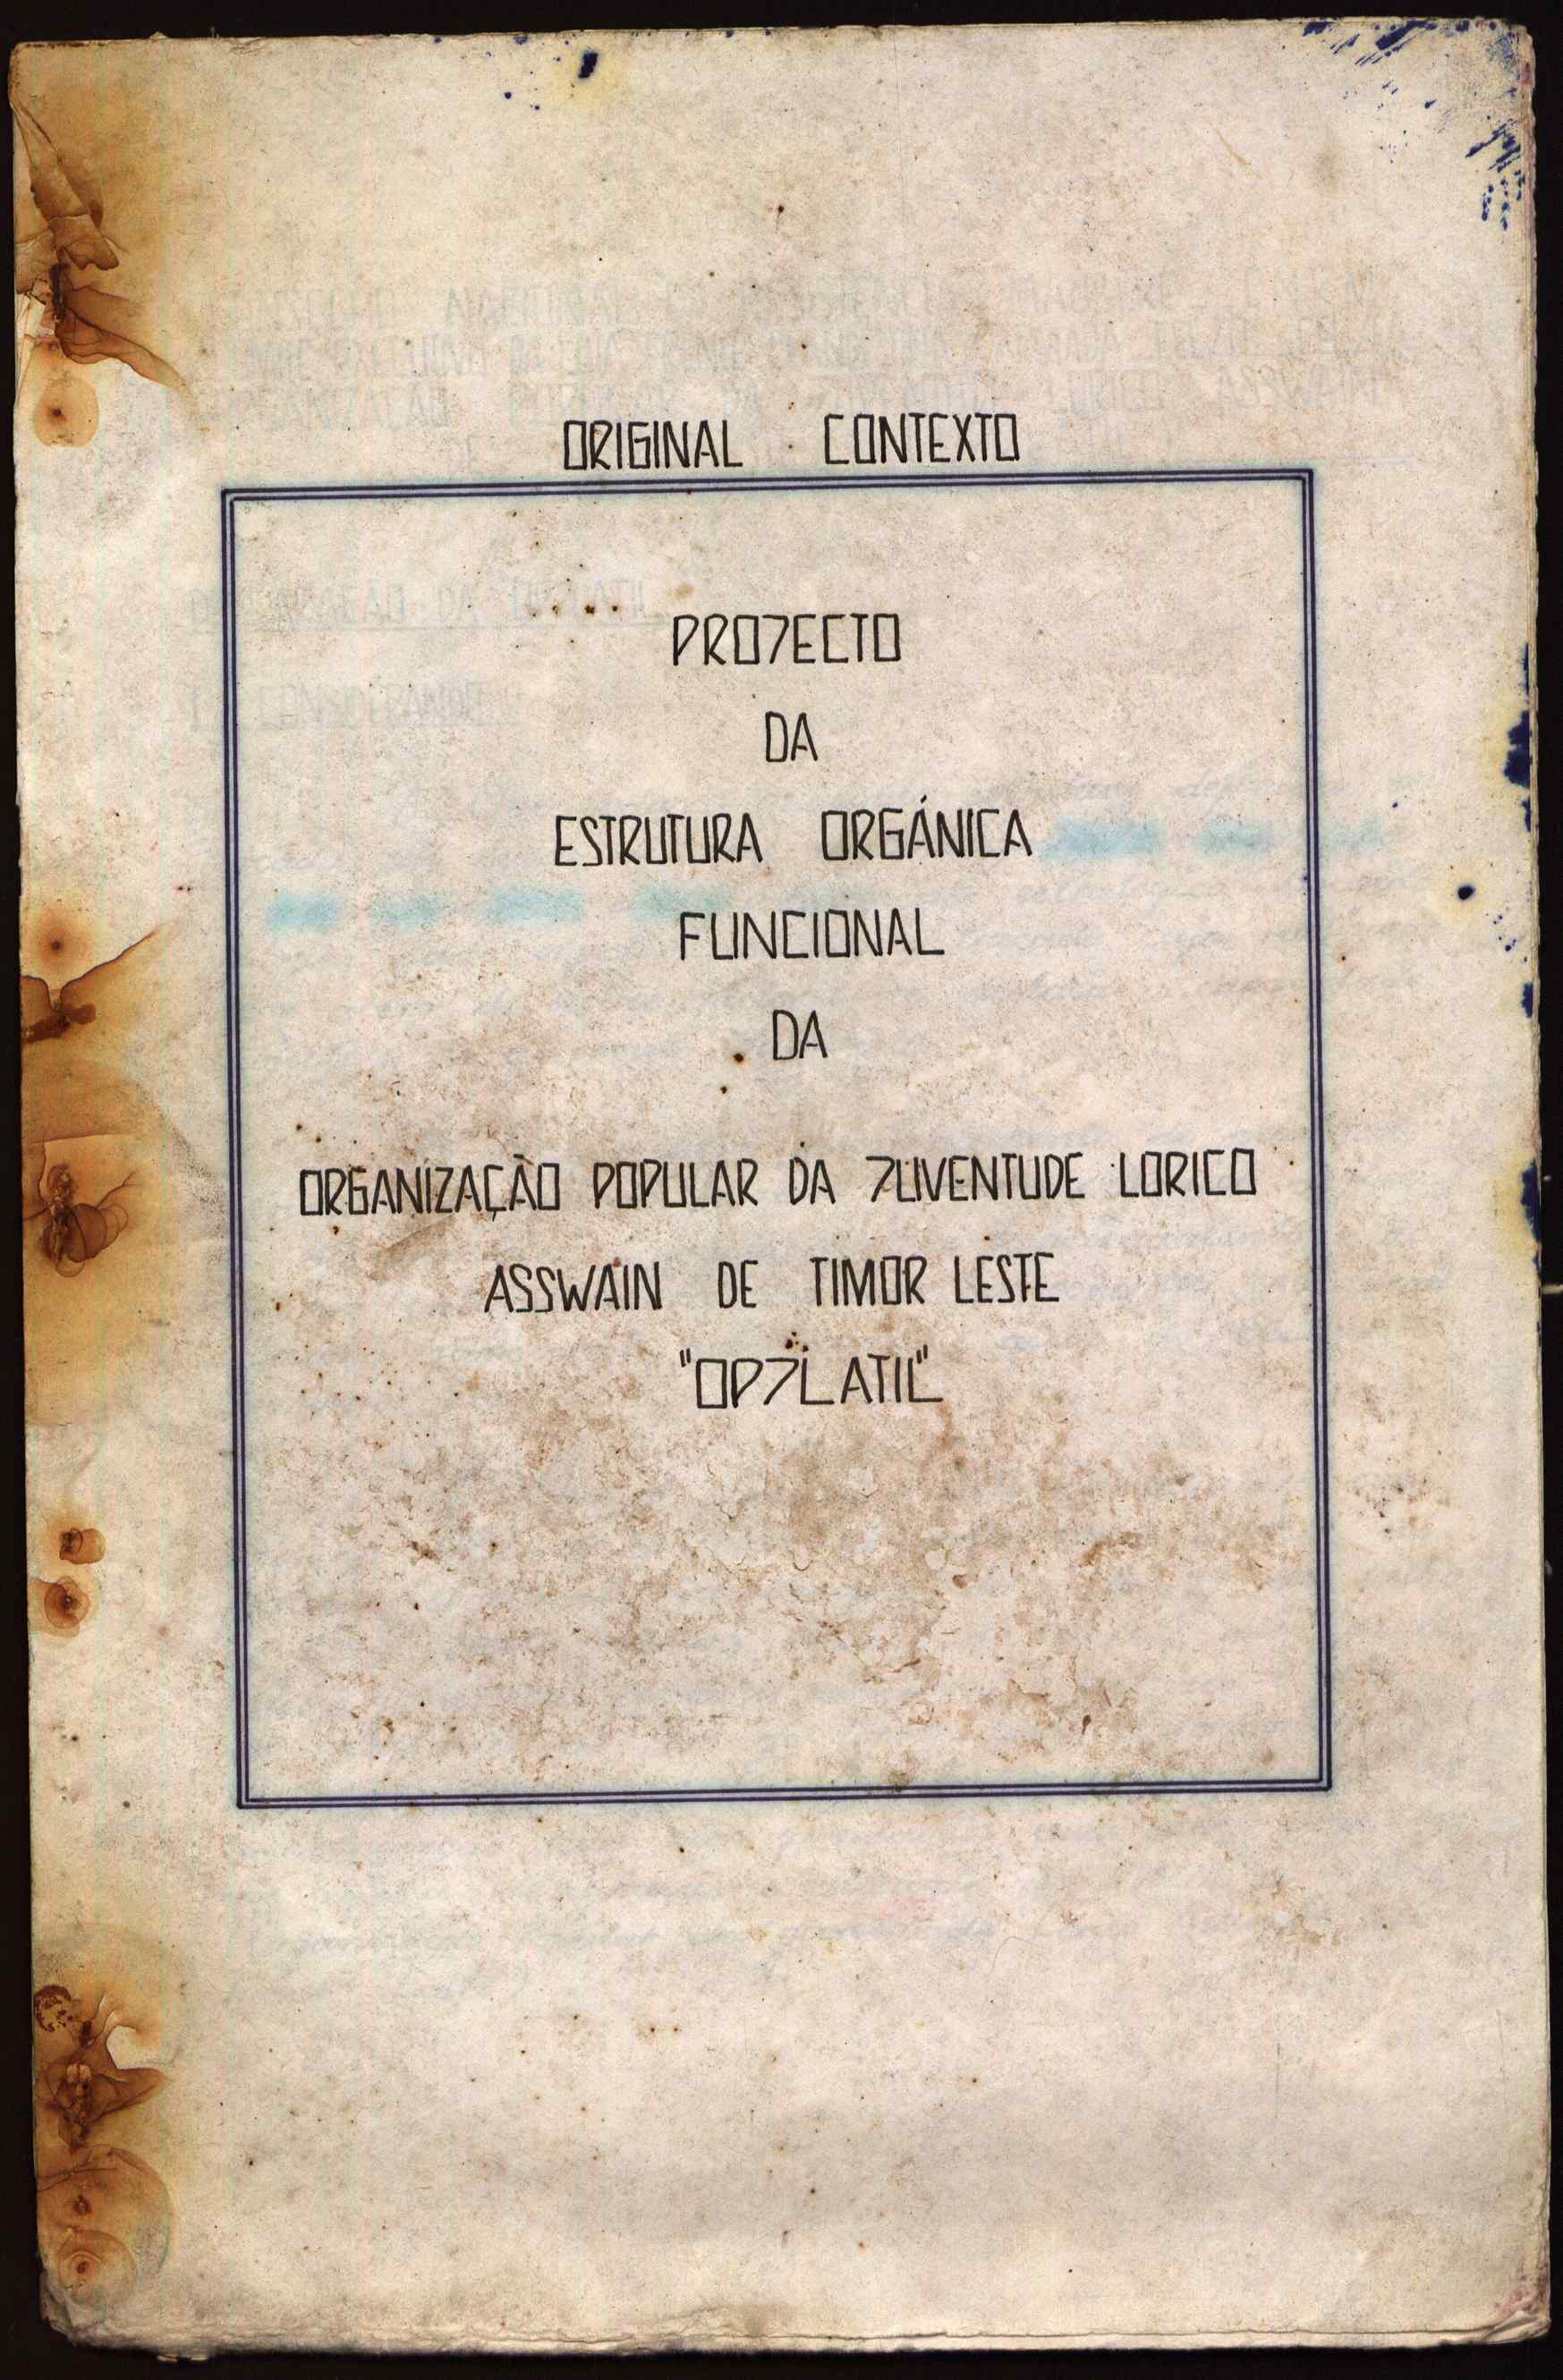 ORIGINAL CONTEXTO
PROJECTO
DA
ESTRUTURA ORGÁNICA
FUNCIONAL
DA
ORGANIZAÇÃO POPULAR DA JUVENTUDE LORICO
ASSWAIN DE TIMOR LESTE
"OPJLATIL"